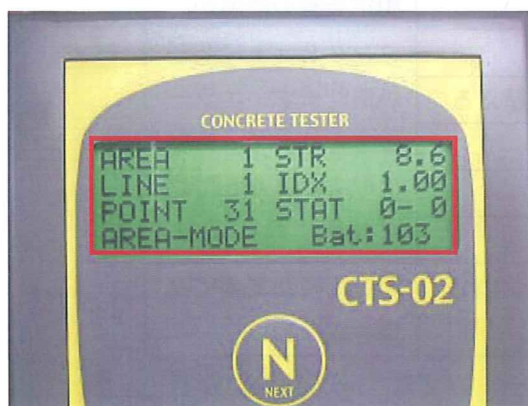 CONCRETE TESTER
AREA 1 STR 8.6
LINE 1 IDX 1.00
POINT 31 STAT 0- 0
AREA-MODE Bat:103
CTS-02
N
NEXT